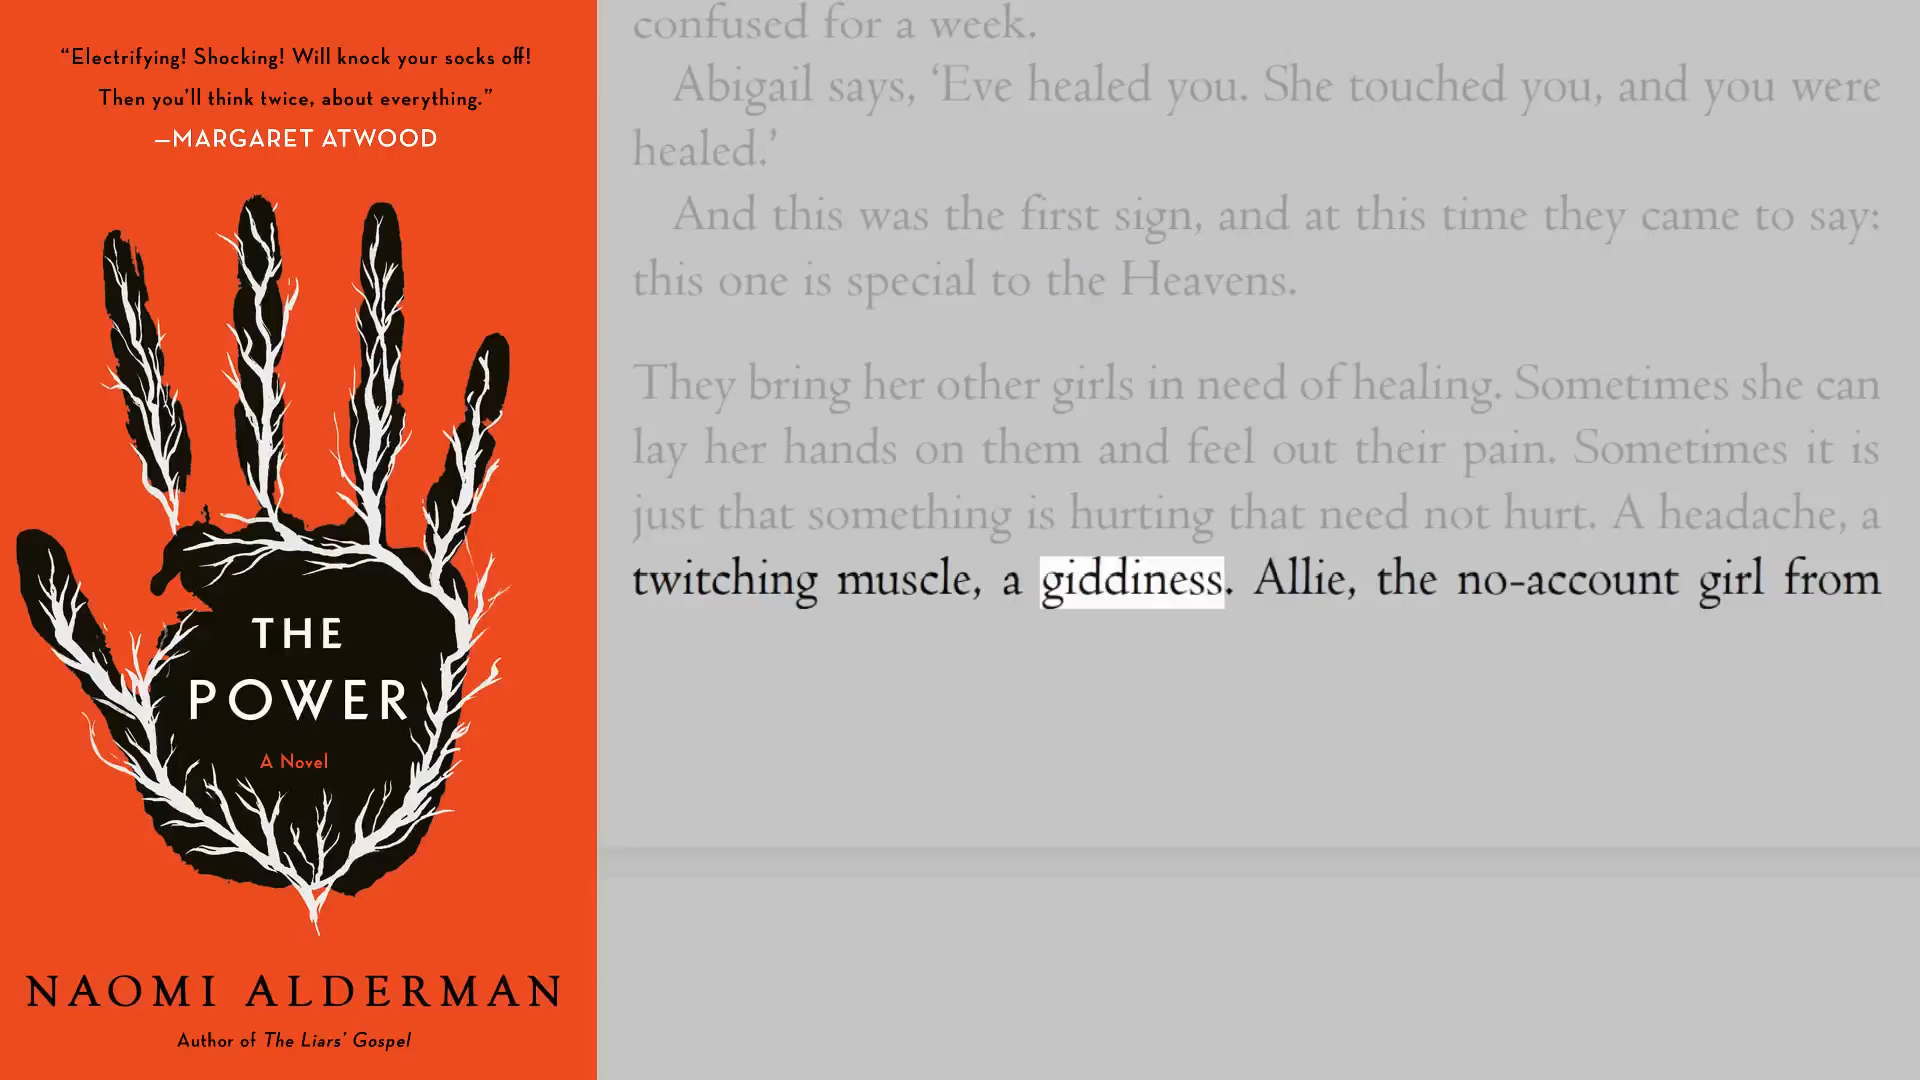 “Electrifying! Shocking! Will knock your socks off!
Then you’ll think twice, about everything.”
—MARGARET ATWOOD
THE
POWER
A Novel
NAOMI ALDERMAN
Author of The Liars’ Gospel
confused for a week.
Abigail says, ‘Eve healed you. She touched you, and you were
healed.’
And this was the first sign, and at this time they came to say:
this one is special to the Heavens.
They bring her other girls in need of healing. Sometimes she can
lay her hands on them and feel out their pain. Sometimes it is
just that something is hurting that need not hurt. A headache, a
twitching muscle, a giddiness. Allie, the no-account girl from